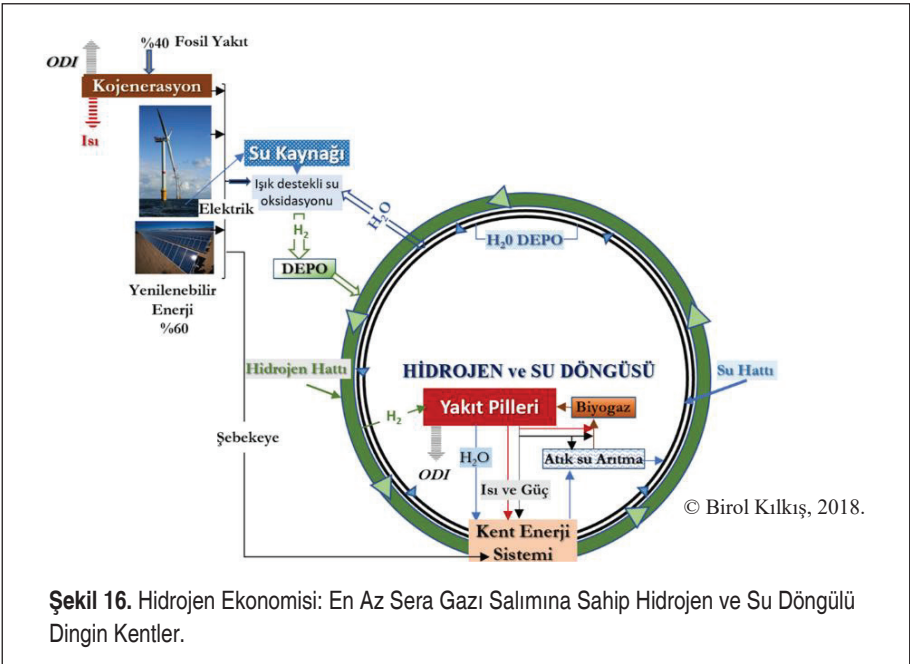 %40 Fosil Yakıt
ODI
Kojenerasyon
Isı
Su Kaynağı
Işık destekli su
oksidasyonu
Elektrik
H₂O
H₂
DEPO
H₂0 DEPO
Yenilenebilir
Enerji
%60
Hidrojen Hattı
HİDROJEN ve SU DÖNGÜSÜ
Su Hattı
Yakıt Pilleri
Biyogaz
H₂
Şebekeye
ODI
H₂O
Atık su Arıtma
Isı ve Güç
© Birol Kılkış, 2018.
Kent Enerji
Sistemi
Şekil 16. Hidrojen Ekonomisi: En Az Sera Gazı Salımına Sahip Hidrojen ve Su Döngülü
Dingin Kentler.